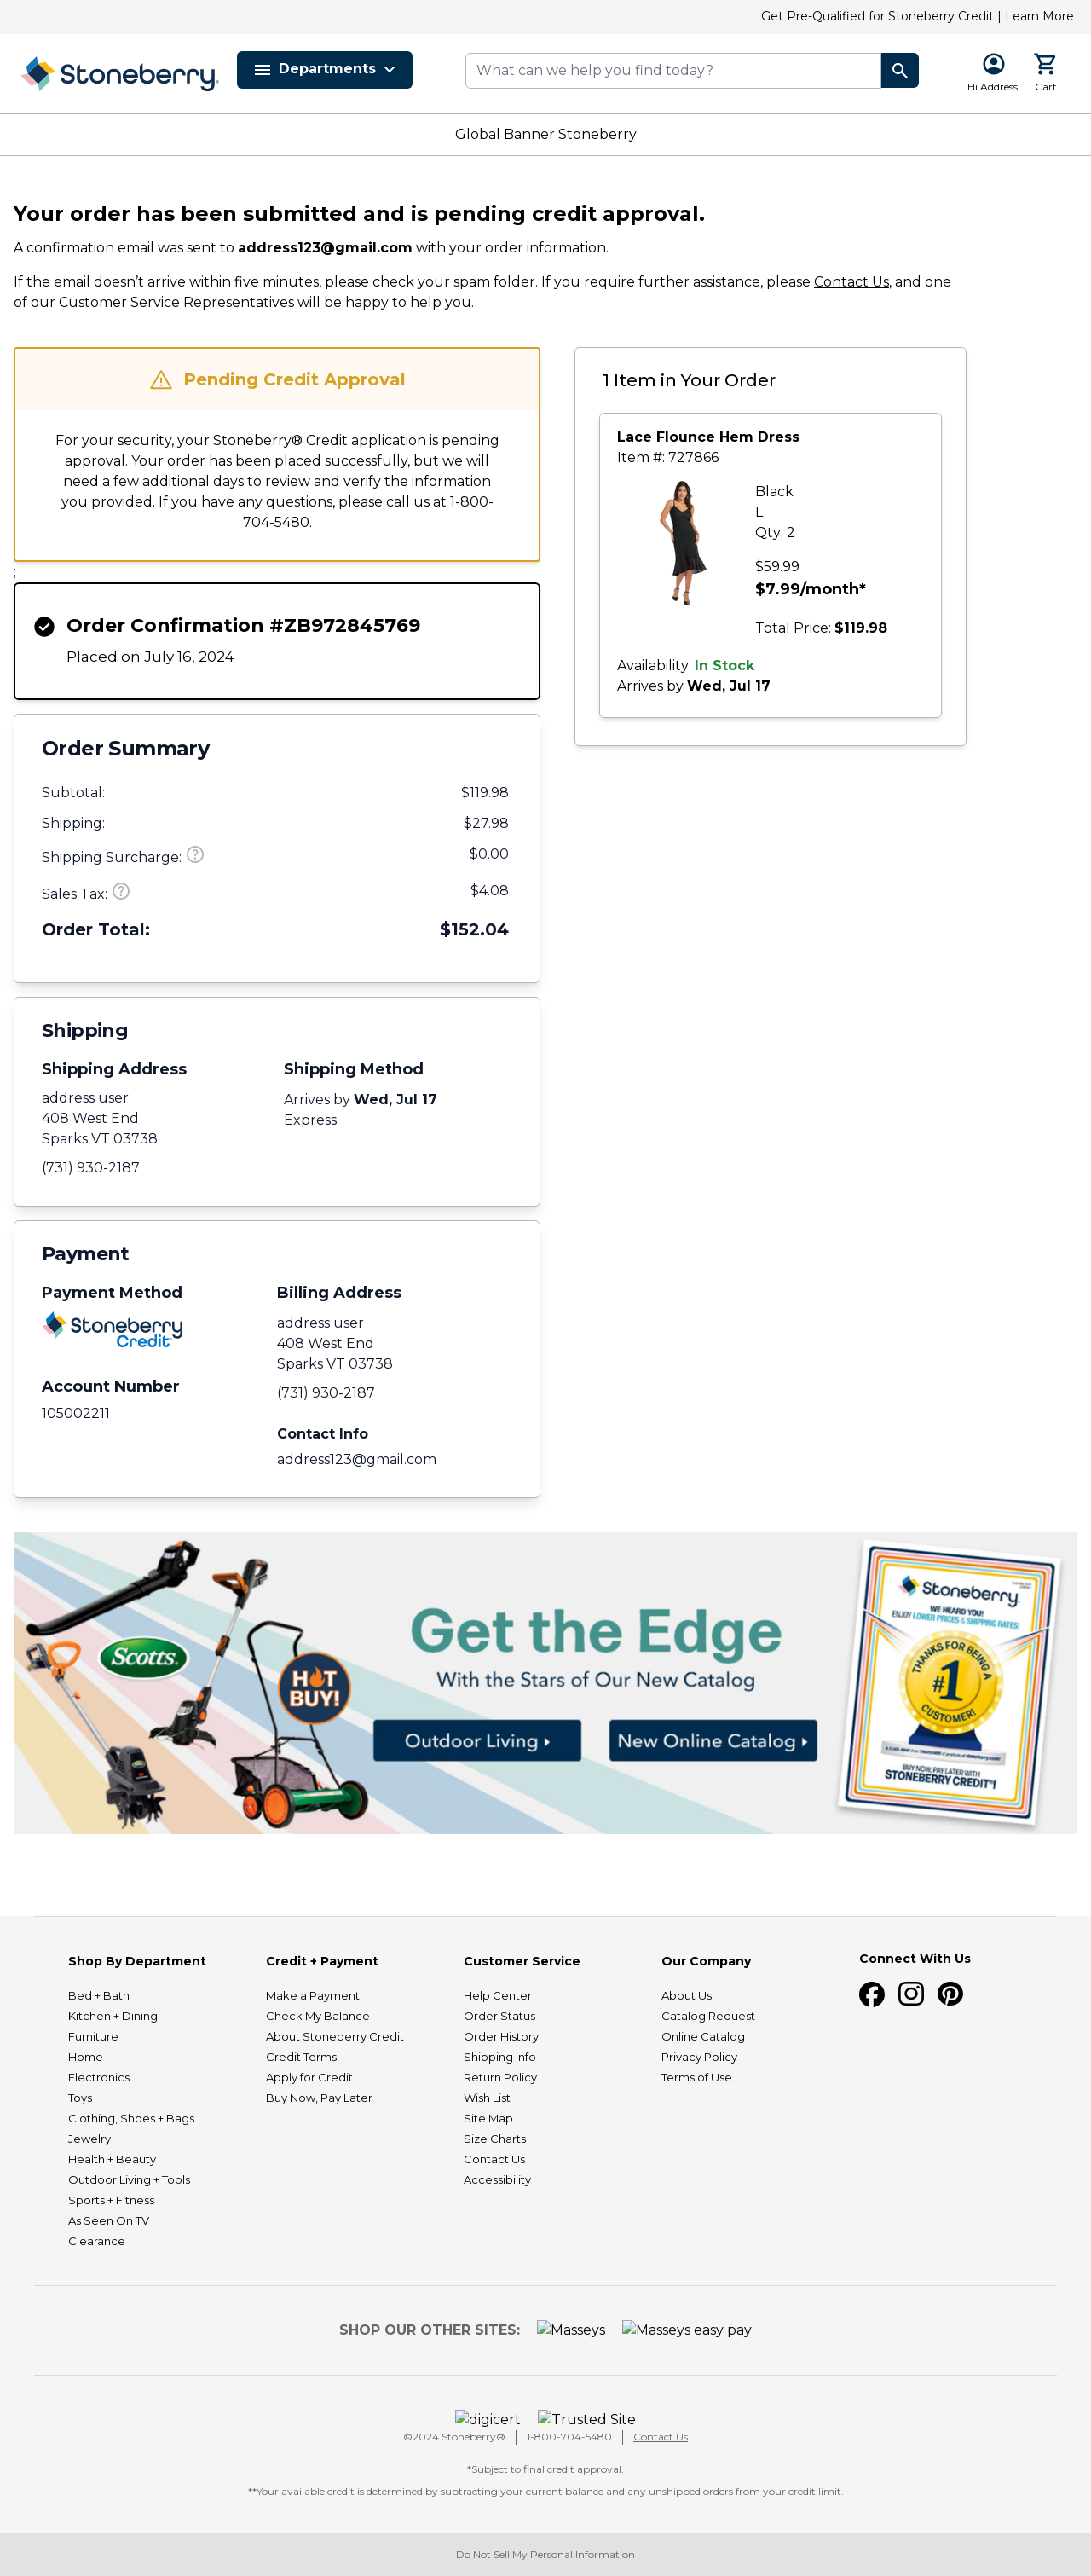 Get Pre-Qualified for Stoneberry Credit | Learn More
Stoneberry
Departments
What can we help you find today?
Hi Address!
Cart
Global Banner Stoneberry
Your order has been submitted and is pending credit approval.
A confirmation email was sent to address123@gmail.com with your order information.
If the email doesn’t arrive within five minutes, please check your spam folder. If you require further assistance, please Contact Us, and one
of our Customer Service Representatives will be happy to help you.
Pending Credit Approval
For your security, your Stoneberry® Credit application is pending
approval. Your order has been placed successfully, but we will
need a few additional days to review and verify the information
you provided. If you have any questions, please call us at 1-800-
704-5480.
;
Order Confirmation #ZB972845769
Placed on July 16, 2024
Order Summary
Subtotal: $119.98
Shipping: $27.98
Shipping Surcharge: ? $0.00
Sales Tax: ? $4.08
Order Total: $152.04
Shipping
Shipping Address
address user
408 West End
Sparks VT 03738
(731) 930-2187
Shipping Method
Arrives by Wed, Jul 17
Express
Payment
Payment Method
Stoneberry
Credit
Account Number
105002211
Billing Address
address user
408 West End
Sparks VT 03738
(731) 930-2187
Contact Info
address123@gmail.com
1 Item in Your Order
Lace Flounce Hem Dress
Item #: 727866
Black
L
Qty: 2
$59.99
$7.99/month*
Total Price: $119.98
Availability: In Stock
Arrives by Wed, Jul 17
Scotts
HOT
BUY!
Get the Edge
With the Stars of Our New Catalog
Outdoor Living
New Online Catalog
Stoneberry
WE HEARD YOU!
ENJOY LOWER PRICES & SHIPPING RATES!
THANKS FOR BEING A
#1
CUSTOMER!
BUY NOW, PAY LATER WITH
STONEBERRY CREDIT®!
Shop By Department
Bed + Bath
Kitchen + Dining
Furniture
Home
Electronics
Toys
Clothing, Shoes + Bags
Jewelry
Health + Beauty
Outdoor Living + Tools
Sports + Fitness
As Seen On TV
Clearance
Credit + Payment
Make a Payment
Check My Balance
About Stoneberry Credit
Credit Terms
Apply for Credit
Buy Now, Pay Later
Customer Service
Help Center
Order Status
Order History
Shipping Info
Return Policy
Wish List
Site Map
Size Charts
Contact Us
Accessibility
Our Company
About Us
Catalog Request
Online Catalog
Privacy Policy
Terms of Use
Connect With Us
SHOP OUR OTHER SITES: Masseys Masseys easy pay
digicert Trusted Site
©2024 Stoneberry® | 1-800-704-5480 | Contact Us
*Subject to final credit approval.
**Your available credit is determined by subtracting your current balance and any unshipped orders from your credit limit.
Do Not Sell My Personal Information